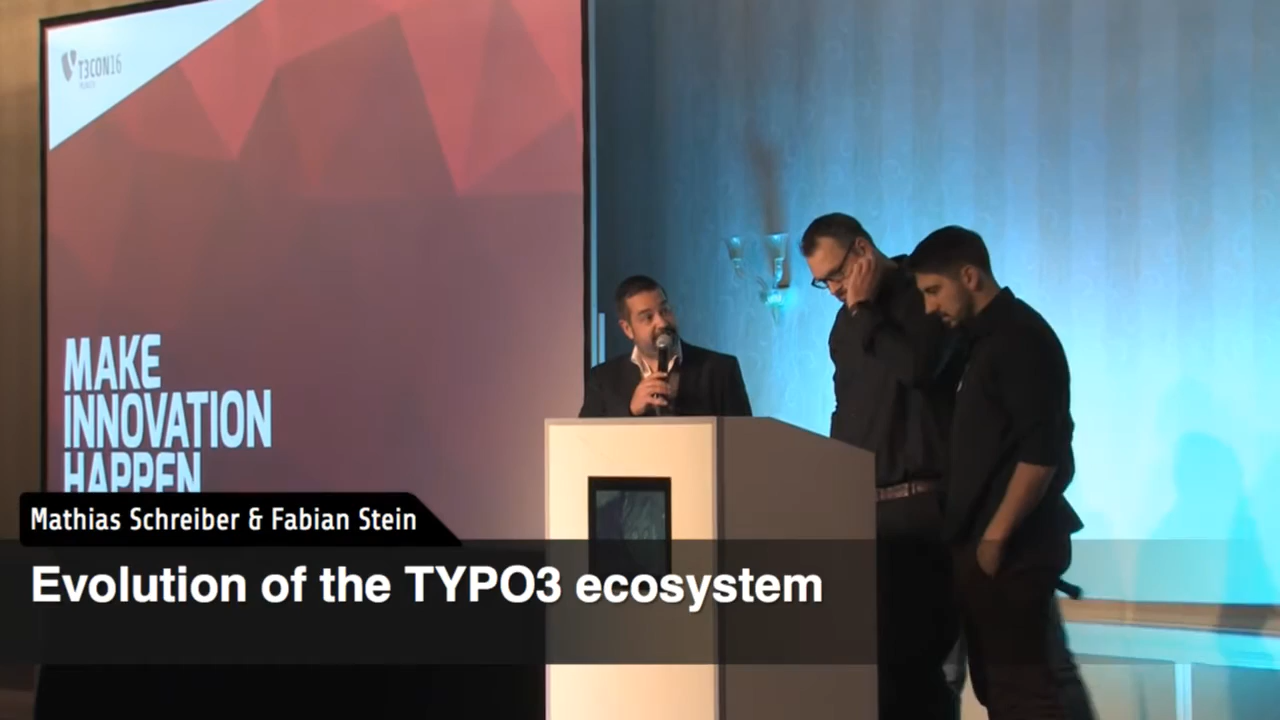 T3CON16
MAKE
INNOVATION
HAPPEN
Mathias Schreiber & Fabian Stein
Evolution of the TYPO3 ecosystem